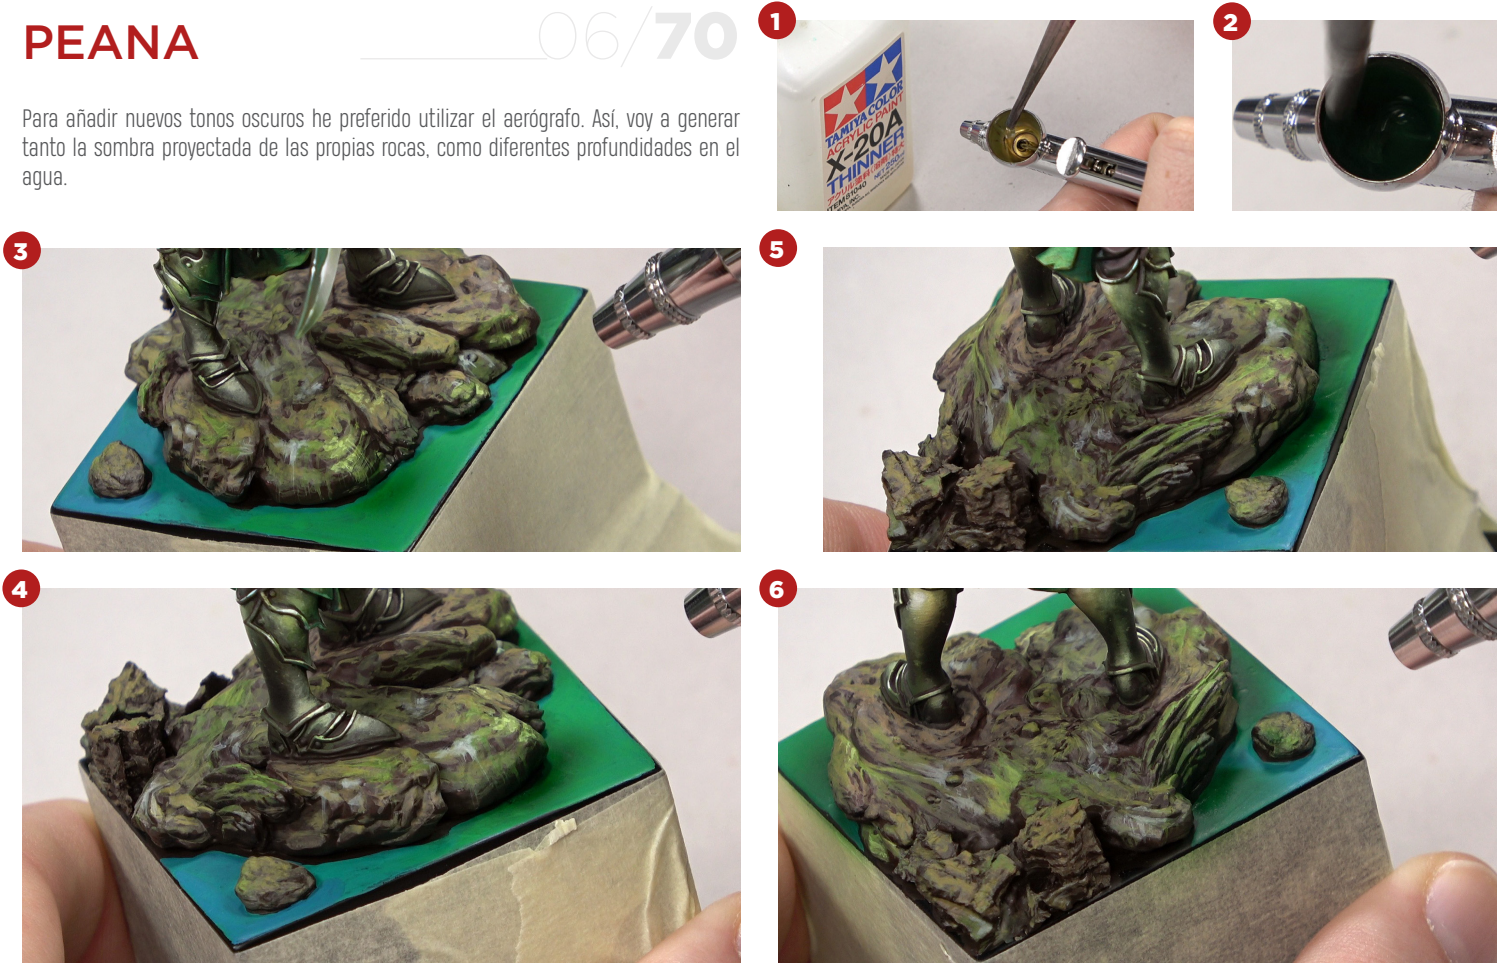 PEANA
06/70
Para añadir nuevos tonos oscuros he preferido utilizar el aerógrafo. Así, voy a generar
tanto la sombra proyectada de las propias rocas, como diferentes profundidades en el
agua.
1
TAMIYA COLOR
ACRYLIC PAINT
X-20A
THINNER
2
3
5
4
6